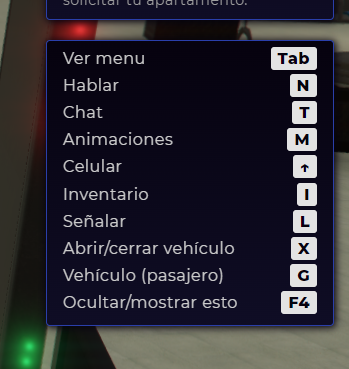 solicitar tu apartamento.
Ver menu Tab
Hablar N
Chat T
Animaciones M
Celular ↑
Inventario I
Señalar L
Abrir/cerrar vehículo X
Vehículo (pasajero) G
Ocultar/mostrar esto F4